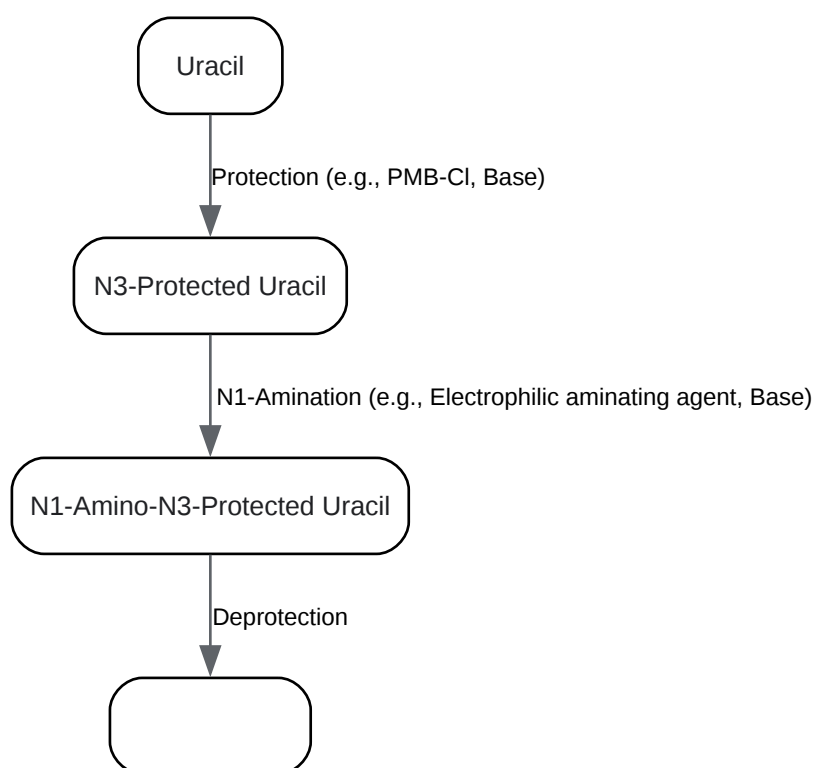 Uracil
Protection (e.g., PMB-Cl, Base)
N3-Protected Uracil
N1-Amination (e.g., Electrophilic aminating agent, Base)
N1-Amino-N3-Protected Uracil
Deprotection